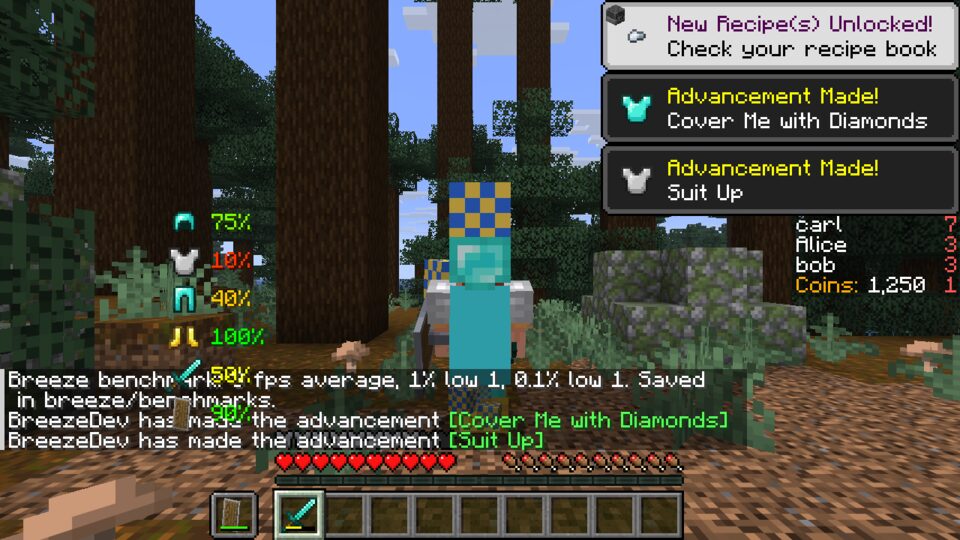 New Recipe(s) Unlocked!
Check your recipe book
Advancement Made!
Cover Me with Diamonds
Advancement Made!
Suit Up
carl 7
Alice 3
bob 3
Coins: 1,250 1
75%
10%
40%
100%
50%
90%
Breeze benchmark: fps average, 1% low 1, 0.1% low 1. Saved
in breeze/benchmarks.
BreezeDev has made the advancement [Cover Me with Diamonds]
BreezeDev has made the advancement [Suit Up]